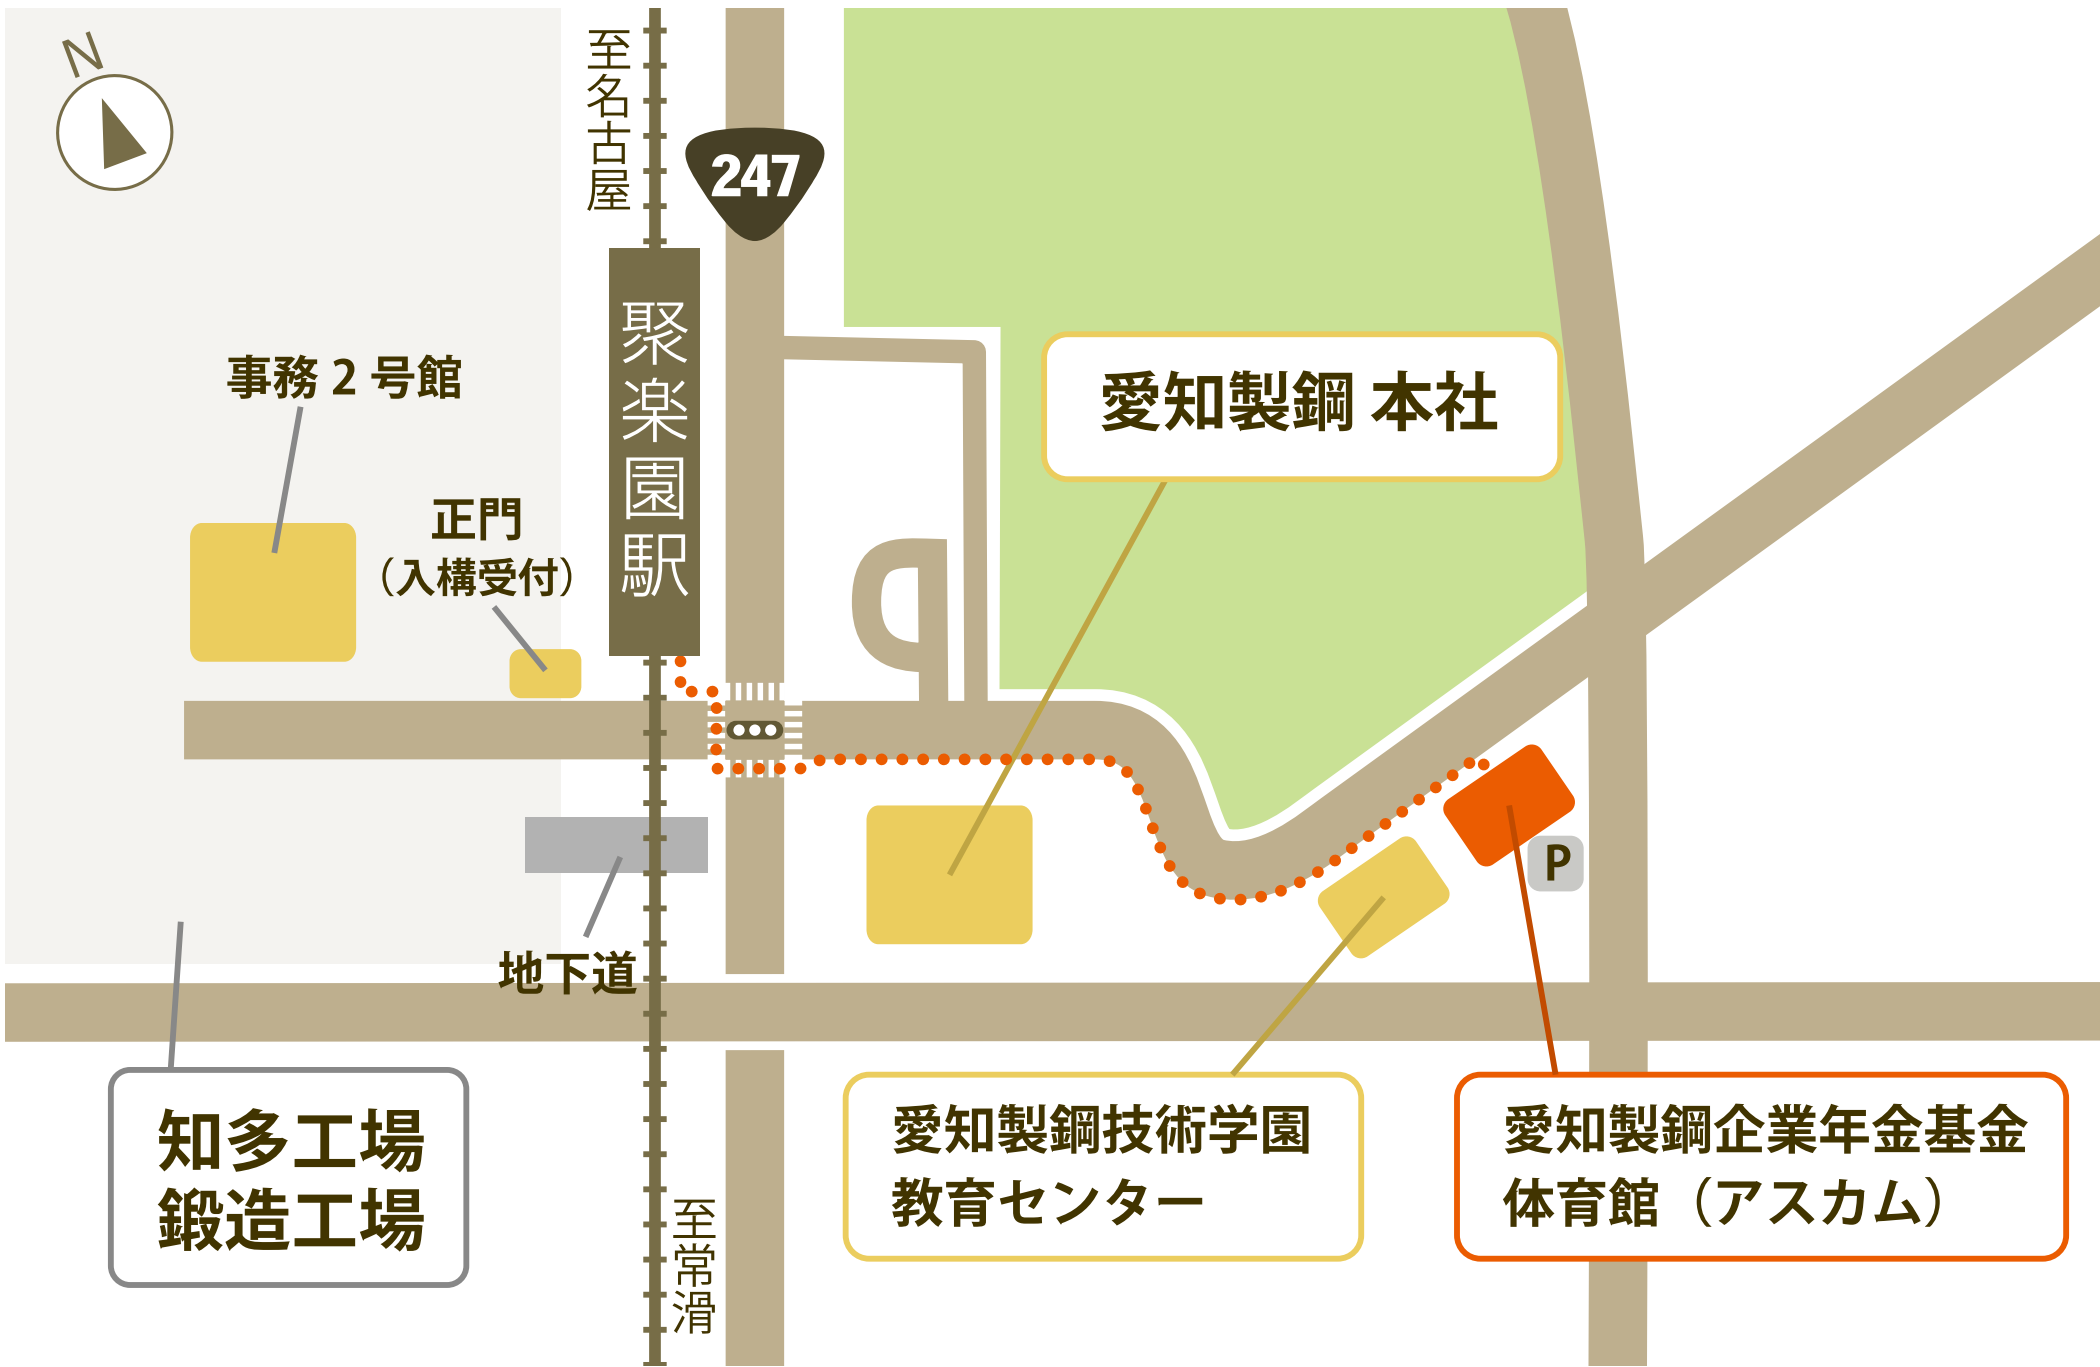 N
至名古屋
247
聚楽園駅
事務2号館
正門
（入構受付）
愛知製鋼 本社
P
地下道
知多工場
鍛造工場
愛知製鋼技術学園
教育センター
愛知製鋼企業年金基金
体育館（アスカム）
至常滑